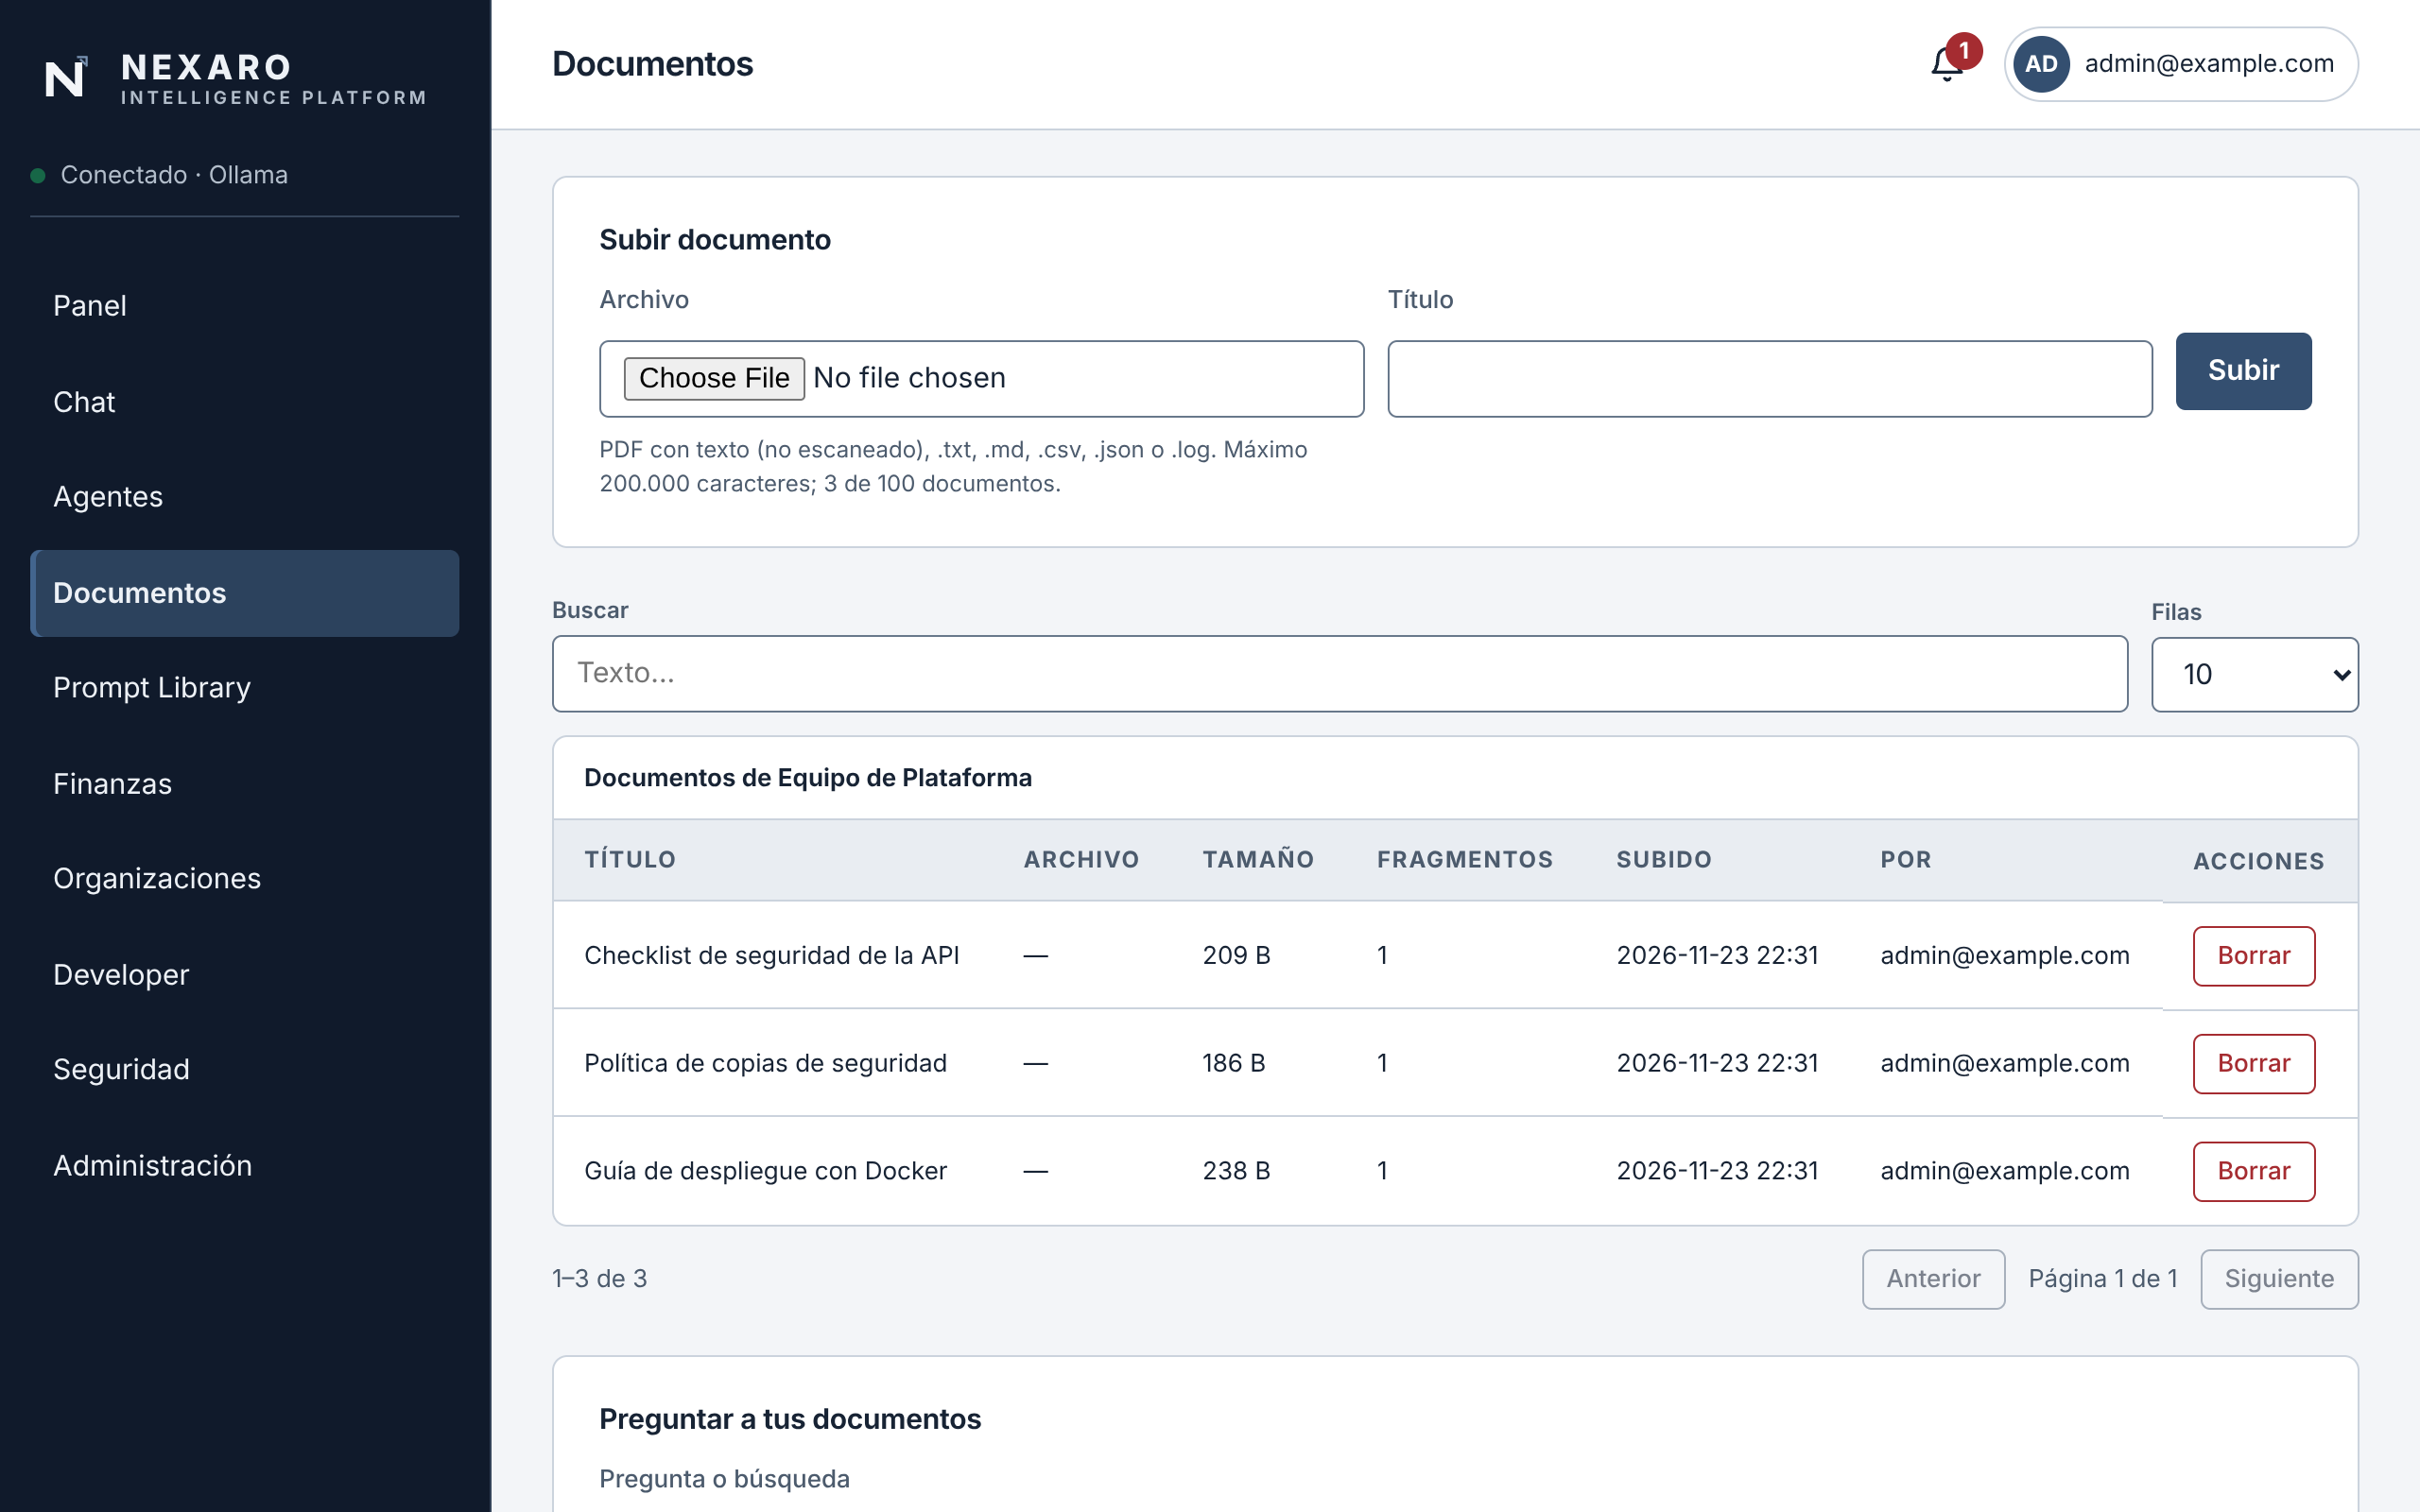 NEXARO
INTELLIGENCE PLATFORM
Conectado · Ollama
Panel
Chat
Agentes
Documentos
Prompt Library
Finanzas
Organizaciones
Developer
Seguridad
Administración
Documentos
1
AD
admin@example.com
Subir documento
Archivo
Título
Choose File No file chosen
Subir
PDF con texto (no escaneado), .txt, .md, .csv, .json o .log. Máximo
200.000 caracteres; 3 de 100 documentos.
Buscar
Filas
Texto...
10
Documentos de Equipo de Plataforma
TÍTULO ARCHIVO TAMAÑO FRAGMENTOS SUBIDO POR ACCIONES
Checklist de seguridad de la API — 209 B 1 2026-11-23 22:31 admin@example.com Borrar
Política de copias de seguridad — 186 B 1 2026-11-23 22:31 admin@example.com Borrar
Guía de despliegue con Docker — 238 B 1 2026-11-23 22:31 admin@example.com Borrar
1–3 de 3
Anterior
Página 1 de 1
Siguiente
Preguntar a tus documentos
Pregunta o búsqueda